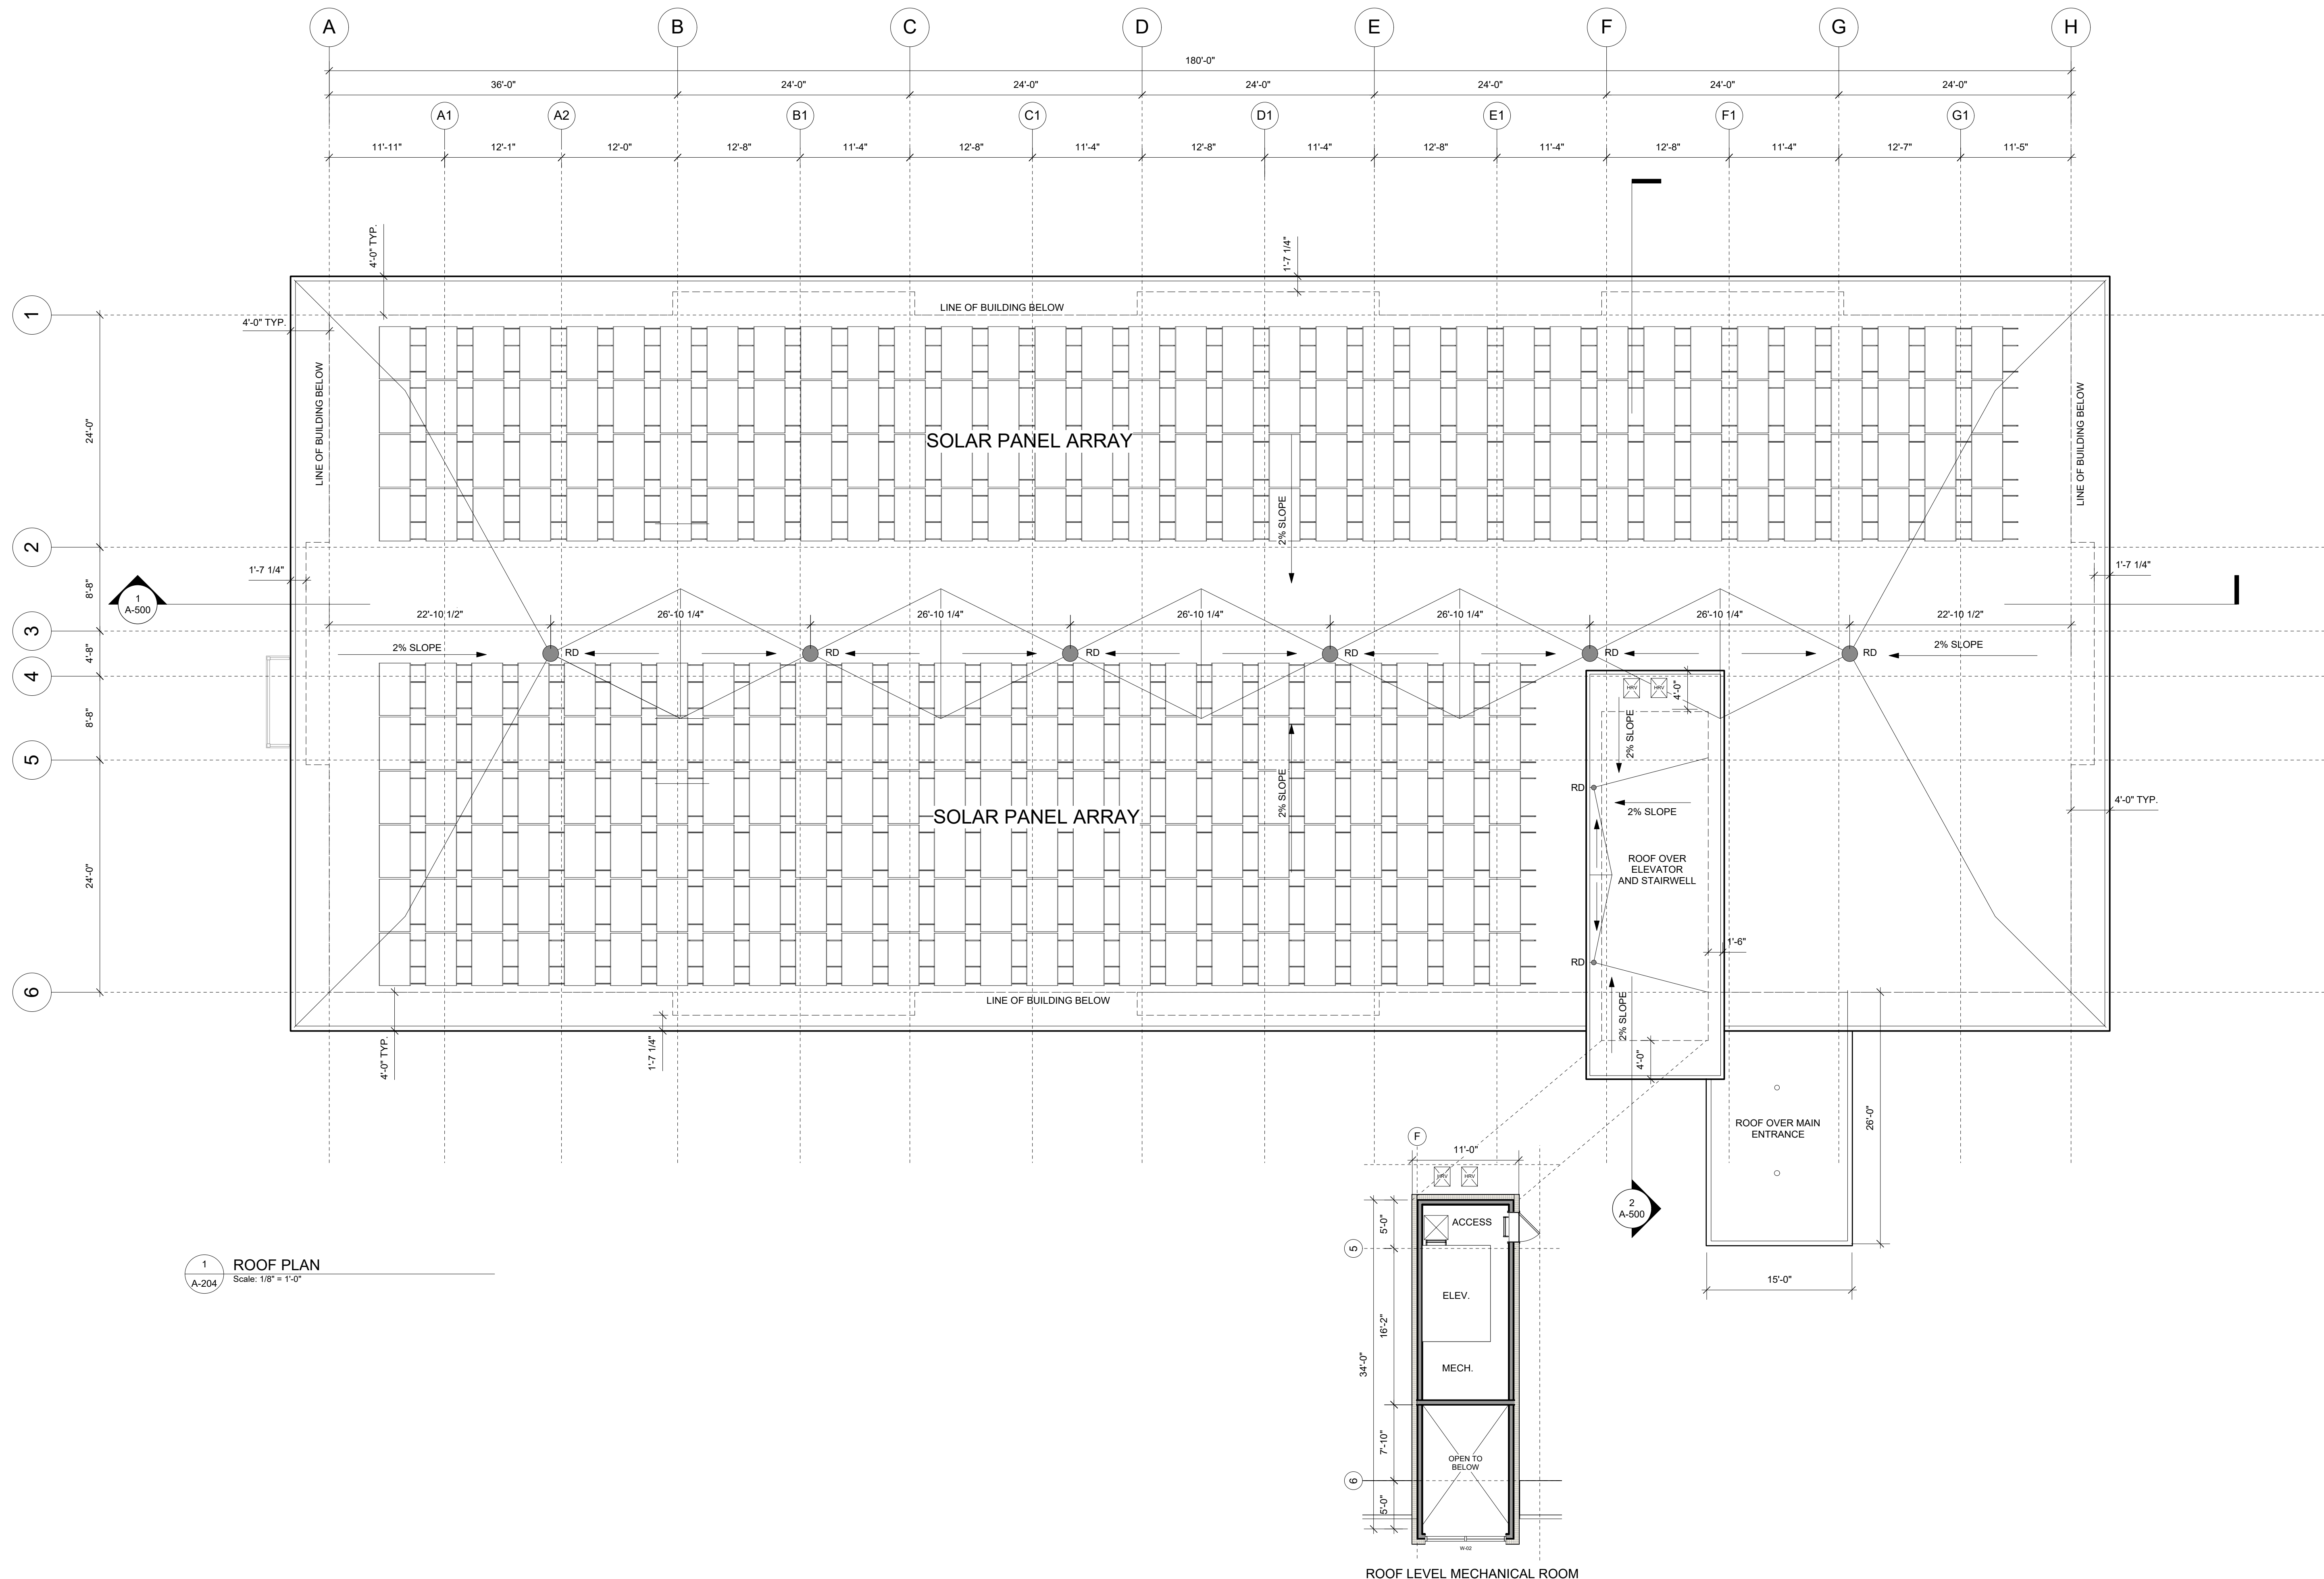 A B C D E F G H
180'-0"
36'-0" 24'-0" 24'-0" 24'-0" 24'-0" 24'-0" 24'-0"
A1 A2 B1 C1 D1 E1 F1 G1
11'-11" 12'-1" 12'-0" 12'-8" 11'-4" 12'-8" 11'-4" 12'-8" 11'-4" 12'-8" 11'-4" 12'-8" 11'-4" 12'-7" 11'-5"
4'-0" TYP.
1'-7 1/4"
1
LINE OF BUILDING BELOW
4'-0" TYP.
LINE OF BUILDING BELOW
LINE OF BUILDING BELOW
24'-0"
SOLAR PANEL ARRAY
2% SLOPE
2
1'-7 1/4"
1'-7 1/4"
8'-8"
1
A-500
22'-10 1/2" 26'-10 1/4" 26'-10 1/4" 26'-10 1/4" 26'-10 1/4" 26'-10 1/4" 22'-10 1/2"
3
4'-8"
2% SLOPE
RD RD RD RD RD RD
2% SLOPE
4
HRV HRV
4'-0"
8'-8"
2% SLOPE
5
RD
2% SLOPE
4'-0" TYP.
2% SLOPE
SOLAR PANEL ARRAY
24'-0"
ROOF OVER
ELEVATOR
AND STAIRWELL
1'-6"
RD
6
LINE OF BUILDING BELOW
2% SLOPE
4'-0" TYP.
1'-7 1/4"
4'-0"
26'-0"
ROOF OVER MAIN
ENTRANCE
15'-0"
2
A-500
F
11'-0"
HRV HRV
5'-0"
ACCESS
5
ELEV.
16'-2"
34'-0"
MECH.
7'-10"
OPEN TO
BELOW
6
5'-0"
W-02
ROOF LEVEL MECHANICAL ROOM
1
A-204
ROOF PLAN
Scale: 1/8" = 1'-0"